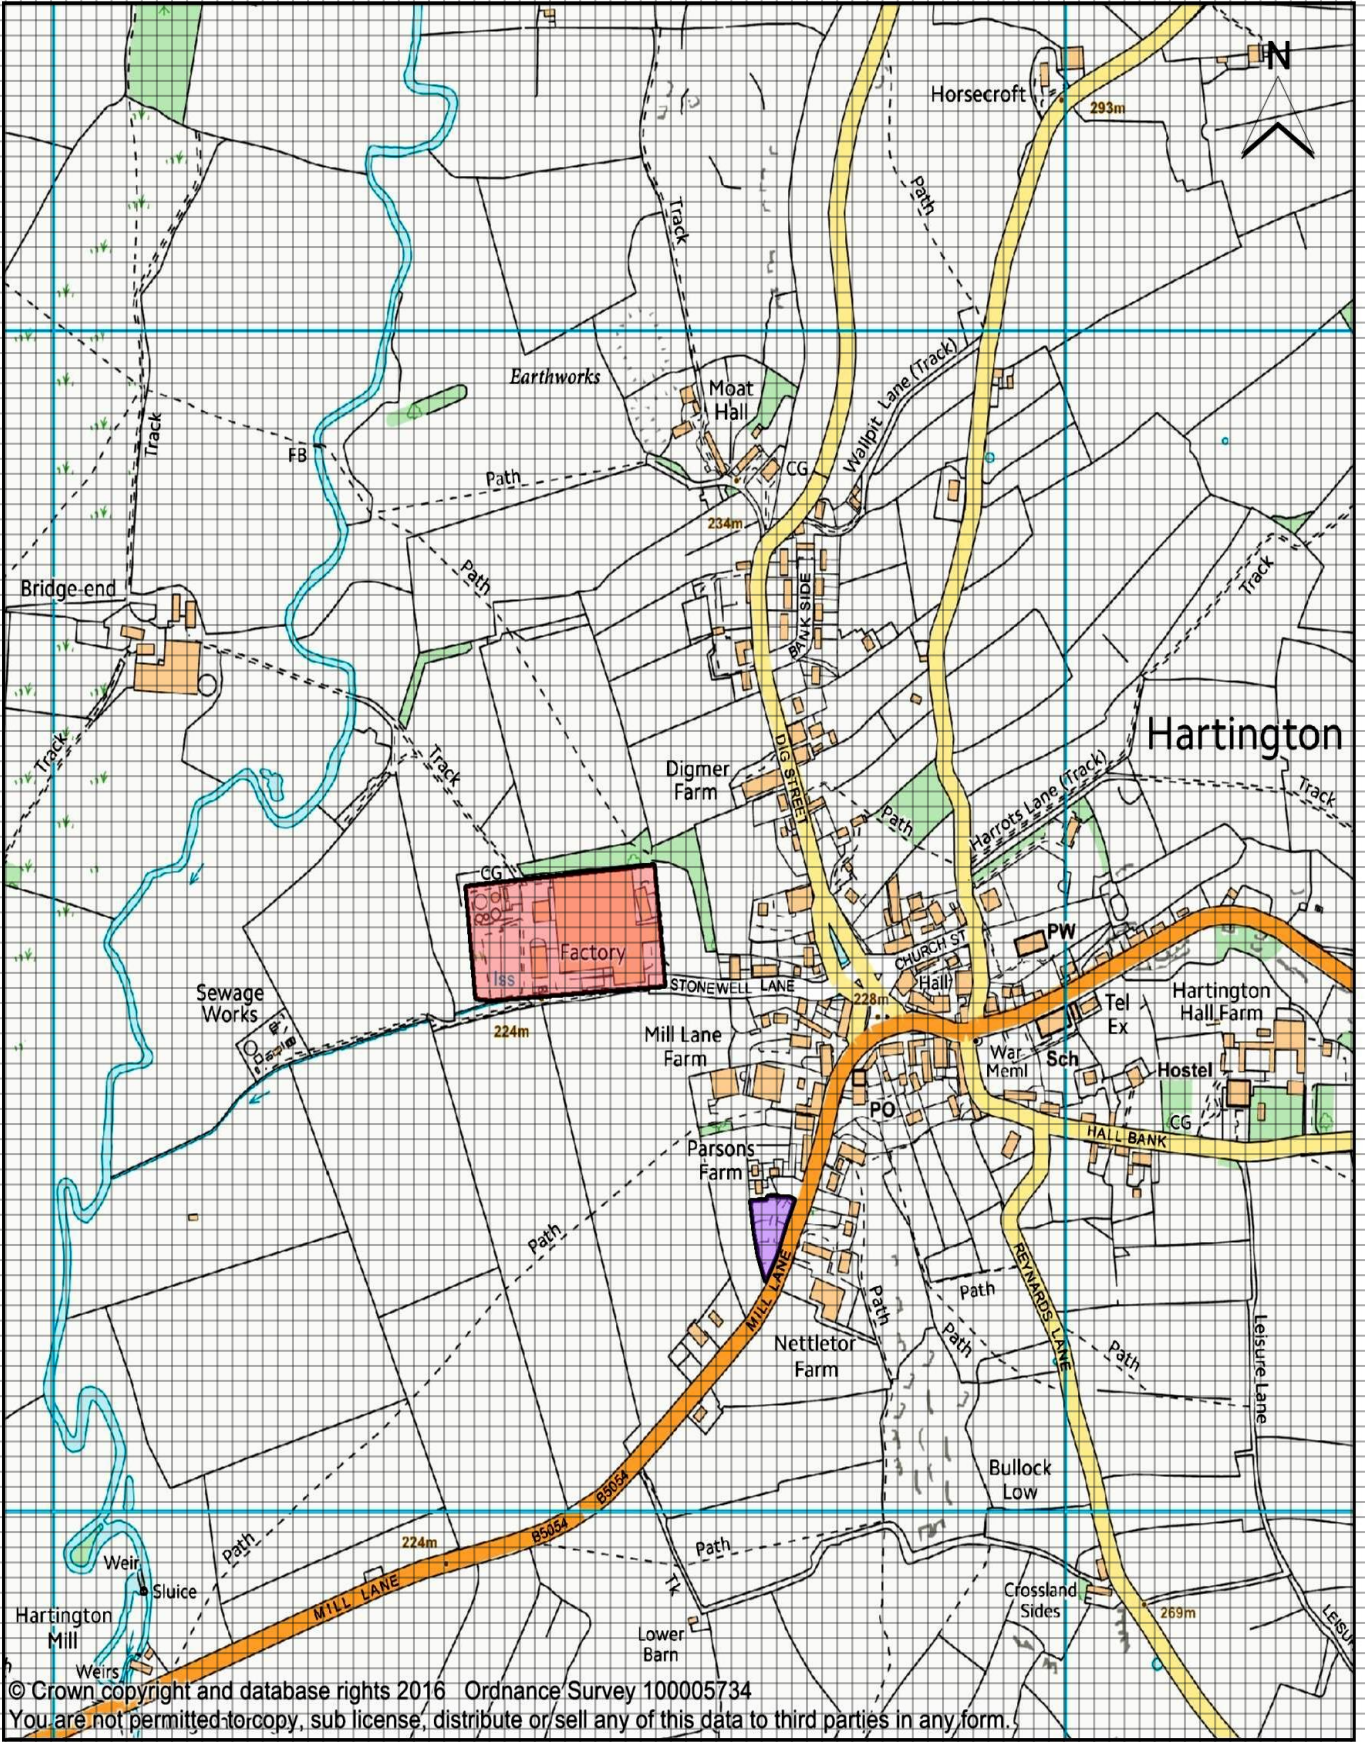 N
Horsecroft
293m
Path
Track
Earthworks
Moat
Hall
Wallpit Lane (Track)
CG
Track
FB
Path
234m
Path
Track
Bridge-end
BANK SIDE
Hartington
Track
Track
DIG STREET
Digmer
Farm
Harrots Lane (Track)
Track
Path
CG
Factory
Iss
PW
CHURCH ST
Hall
STONEWELL LANE
228m
Sewage
Works
224m
Mill Lane
Farm
Tel
Ex
Hartington
Hall Farm
War
Meml
Sch
Hostel
PO
CG
HALL BANK
Parsons
Farm
Path
MILL LANE
REYNARDS LANE
Path
Path
Path
Path
Nettletor
Farm
Leisure Lane
Bullock
Low
B5054
B5054
224m
Path
Path
Weir
Sluice
MILL LANE
Tk
Crossland
Sides
269m
Hartington
Mill
Weirs
Lower
Barn
© Crown copyright and database rights 2016 Ordnance Survey 100005734
You are not permitted to copy, sub license, distribute or sell any of this data to third parties in any form.